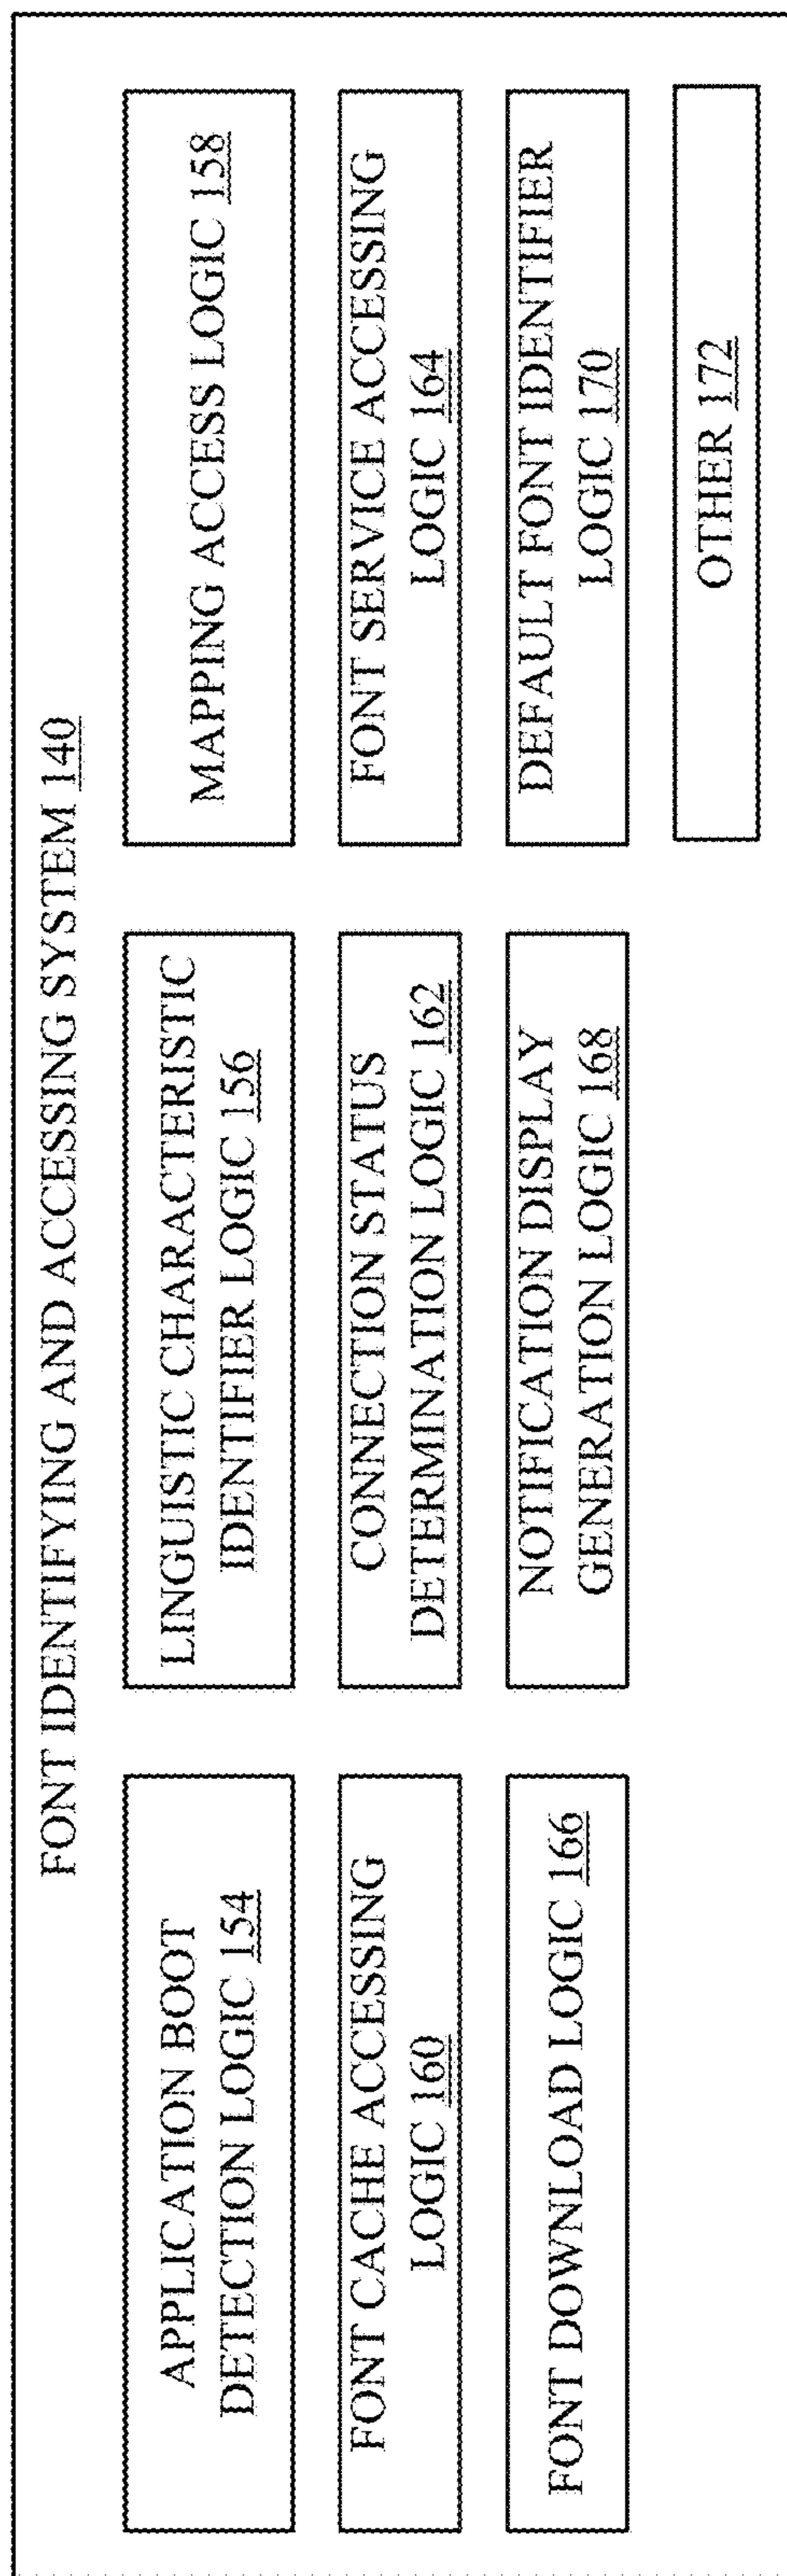 FONT IDENTIFYING AND ACCESSING SYSTEM 140
APPLICATION BOOT
DETECTION LOGIC 154
LINGUISTIC CHARACTERISTIC
IDENTIFIER LOGIC 156
MAPPING ACCESS LOGIC 158
FONT CACHE ACCESSING
LOGIC 160
CONNECTION STATUS
DETERMINATION LOGIC 162
FONT SERVICE ACCESSING
LOGIC 164
FONT DOWNLOAD LOGIC 166
NOTIFICATION DISPLAY
GENERATION LOGIC 168
DEFAULT FONT IDENTIFIER
LOGIC 170
OTHER 172